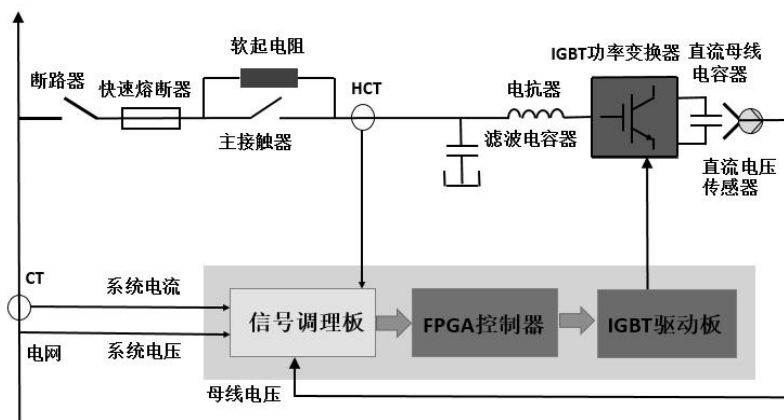 软起电阻
断路器
快速熔断器
HCT
主接触器
电抗器
滤波电容器
IGBT功率变换器
直流母线
电容器
直流电压
传感器
CT
系统电流
电网
系统电压
信号调理板
FPGA控制器
IGBT驱动板
母线电压